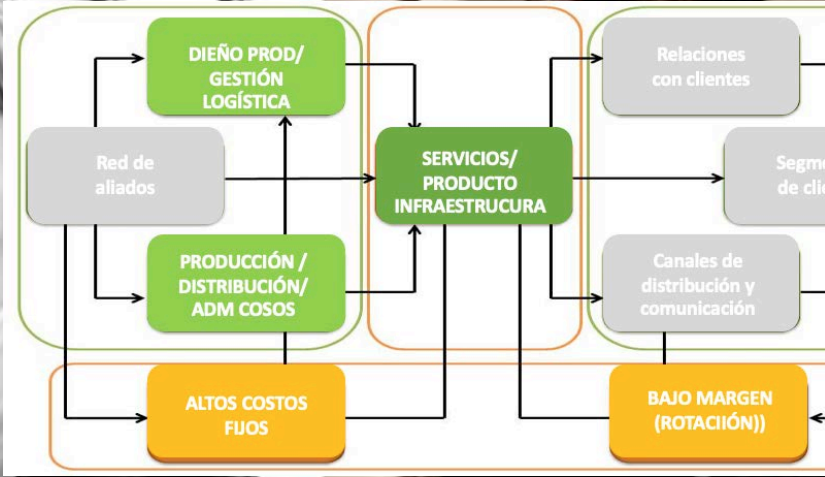 DIEÑO PROD/
GESTIÓN
LOGÍSTICA
Red de
aliados
PRODUCCIÓN /
DISTRIBUCIÓN/
ADM COSOS
SERVICIOS/
PRODUCTO
INFRAESTRUCURA
Relaciones
con clientes
de
Canales de
distribución y
comunicación
ALTOS COSTOS
FIJOS
BAJO MARGEN
(ROTACIIÓN))